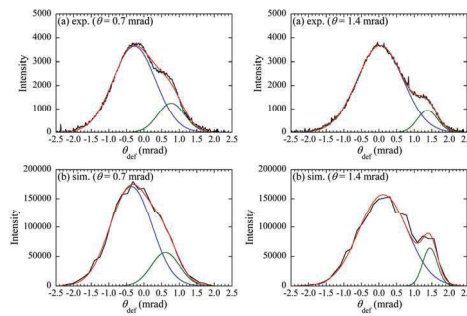 (a) exp. (θ = 0.7 mrad)
5000
4000
3000
2000
1000
0
Intensity
-2.5 -2.0 -1.5 -1.0 -0.5 0.0 0.5 1.0 1.5 2.0 2.5
θdef (mrad)
(a) exp. (θ = 1.4 mrad)
5000
4000
3000
2000
1000
0
Intensity
-2.5 -2.0 -1.5 -1.0 -0.5 0.0 0.5 1.0 1.5 2.0 2.5
θdef (mrad)
(b) sim. (θ = 0.7 mrad)
200000
150000
100000
50000
0
Intensity
-2.5 -2.0 -1.5 -1.0 -0.5 0.0 0.5 1.0 1.5 2.0 2.5
θdef (mrad)
(b) sim. (θ = 1.4 mrad)
200000
150000
100000
50000
0
Intensity
-2.5 -2.0 -1.5 -1.0 -0.5 0.0 0.5 1.0 1.5 2.0 2.5
θdef (mrad)